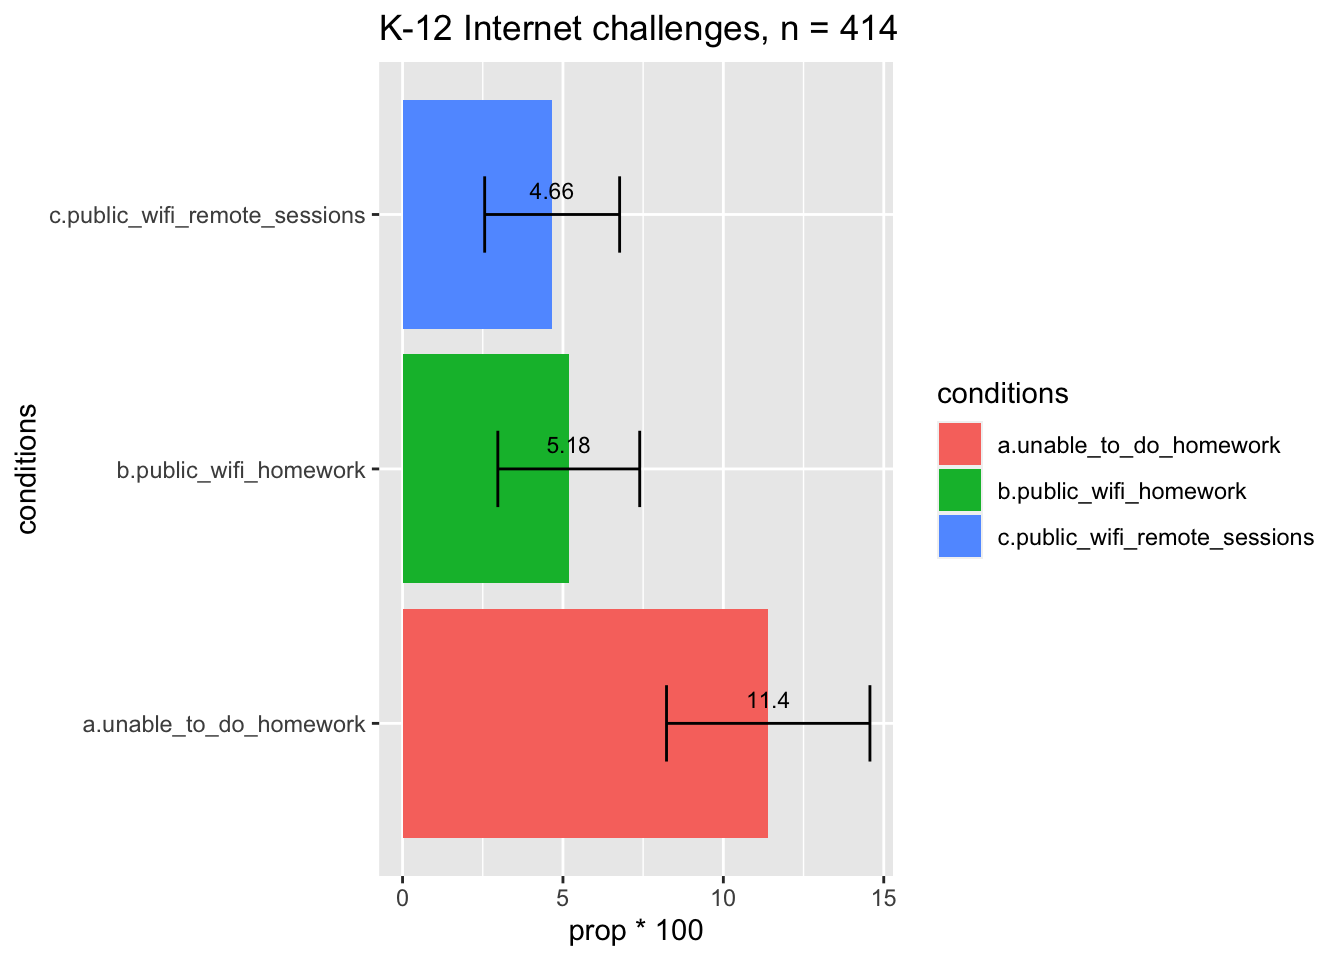 K-12 Internet challenges, n = 414
conditions
c.public_wifi_remote_sessions
b.public_wifi_homework
a.unable_to_do_homework
4.66
5.18
11.4
0 5 10 15
prop * 100
conditions
a.unable_to_do_homework
b.public_wifi_homework
c.public_wifi_remote_sessions